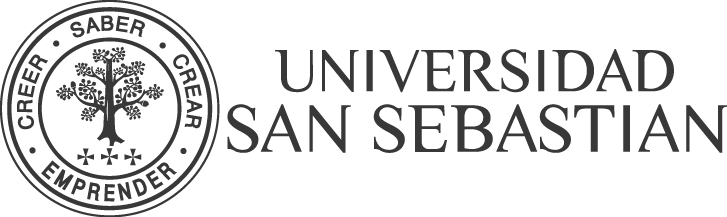 CREER · SABER · CREAR
· EMPRENDER ·
UNIVERSIDAD
SAN SEBASTIAN